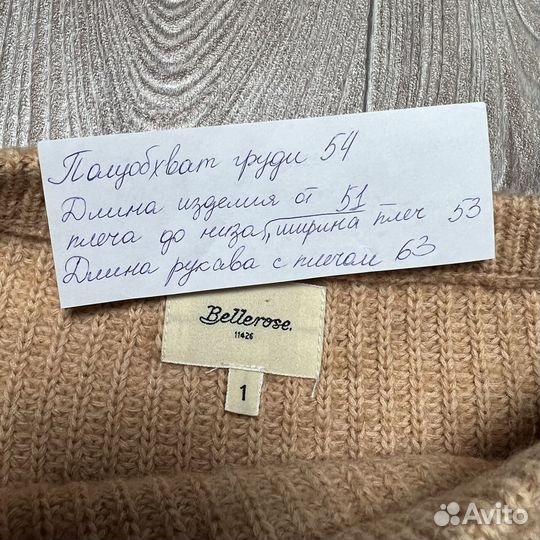 Полуобхват груди 54
Длина изделия от 51
плеча до низа, ширина плеч 53
Длина рукава с плечом 63
Bellerose.
11426
1
Avito